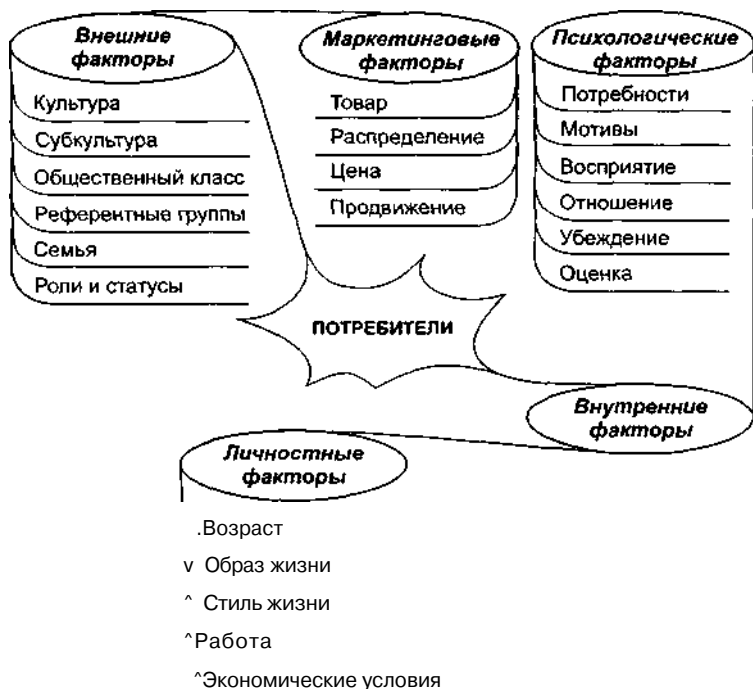 Внешние
факторы
Культура
Субкультура
Общественный класс
Референтные группы
Семья
Роли и статусы
Маркетинговые
факторы
Товар
Распределение
Цена
Продвижение
Психологические
факторы
Потребности
Мотивы
Восприятие
Отношение
Убеждение
Оценка
ПОТРЕБИТЕЛИ
Внутренние
факторы
Личностные
факторы
.Возраст
v Образ жизни
^ Стиль жизни
^Работа
^Экономические условия